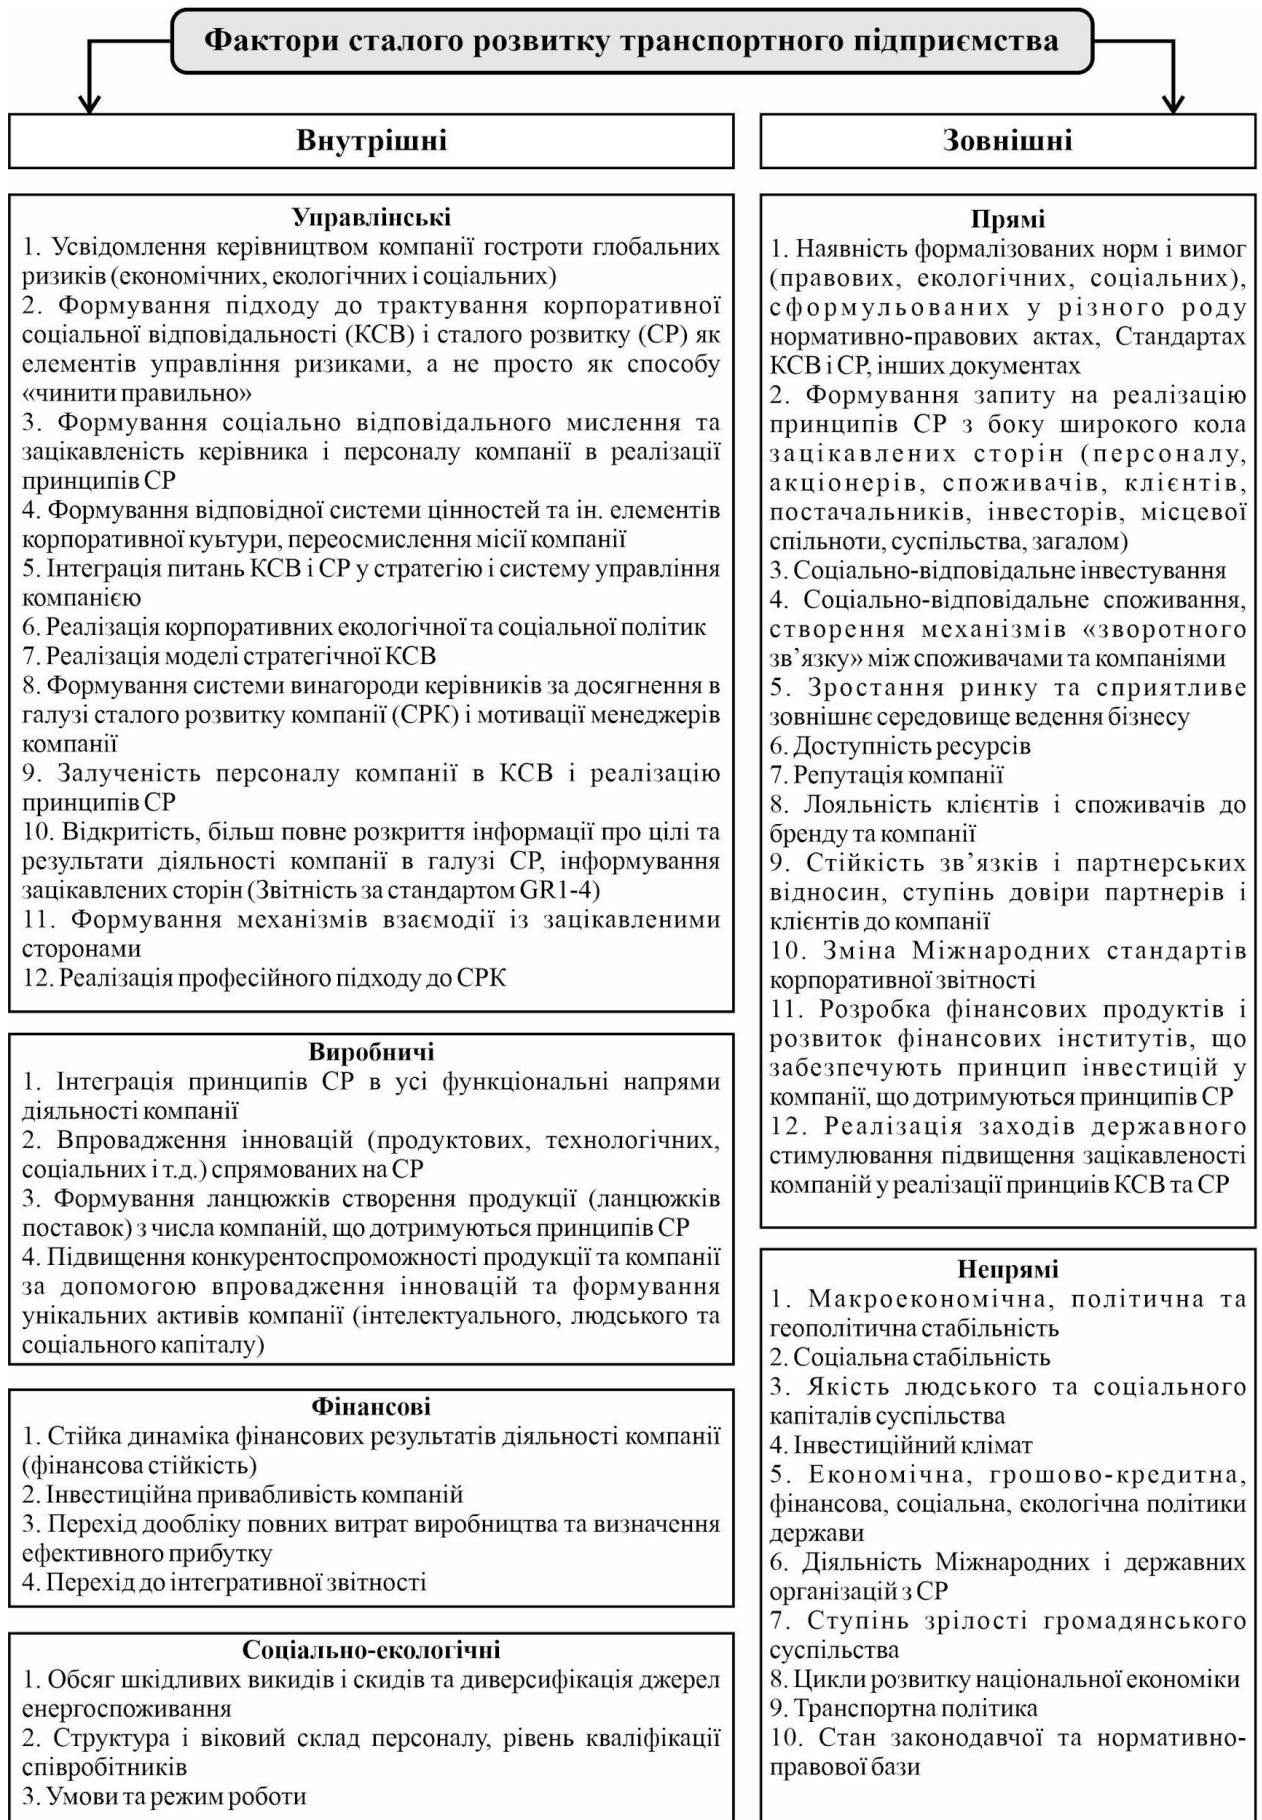 Фактори сталого розвитку транспортного підприємства
Внутрішні
Управлінські
1. Усвідомлення керівництвом компанії гостроти глобальних
ризиків (економічних, екологічних і соціальних)
2. Формування підходу до трактування корпоративної
соціальної відповідальності (КСВ) і сталого розвитку (СР) як
елементів управління ризиками, а не просто як способу
«чинити правильно»
3. Формування соціально відповідального мислення та
зацікавленість керівника і персоналу компанії в реалізації
принципів СР
4. Формування відповідної системи цінностей та ін. елементів
корпоративної куьтури, переосмислення місії компанії
5. Інтеграція питань КСВ і СР у стратегію і систему управління
компанією
6. Реалізація корпоративних екологічної та соціальної політик
7. Реалізація моделі стратегічної КСВ
8. Формування системи винагороди керівників за досягнення в
галузі сталого розвитку компанії (СРК) і мотивації менеджерів
компанії
9. Залученість персоналу компанії в КСВ і реалізацію
принципів СР
10. Відкритість, більш повне розкриття інформації про цілі та
результати діяльності компанії в галузі СР, інформування
зацікавлених сторін (Звітність за стандартом GR1-4)
11. Формування механізмів взаємодії із зацікавленими
сторонами
12. Реалізація професійного підходу до СРК
Виробничі
1. Інтеграція принципів СР в усі функціональні напрями
діяльності компанії
2. Впровадження інновацій (продуктових, технологічних,
соціальних і т.д.) спрямованих на СР
3. Формування ланцюжків створення продукції (ланцюжків
поставок) з числа компаній, що дотримуються принципів СР
4. Підвищення конкурентоспроможності продукції та компанії
за допомогою впровадження інновацій та формування
унікальних активів компанії (інтелектуального, людського та
соціального капіталу)
Фінансові
1. Стійка динаміка фінансових результатів діяльності компанії
(фінансова стійкість)
2. Інвестиційна привабливість компаній
3. Перехід дообліку повних витрат виробництва та визначення
ефективного прибутку
4. Перехід до інтегративної звітності
Соціально-екологічні
1. Обсяг шкідливих викидів і скидів та диверсифікація джерел
енергоспоживання
2. Структура і віковий склад персоналу, рівень кваліфікації
співробітників
3. Умови та режим роботи
Зовнішні
Прямі
1. Наявність формалізованих норм і вимог
(правових, екологічних, соціальних),
сформульованих у різного роду
нормативно-правових актах, Стандартах
КСВ і СР, інших документах
2. Формування запиту на реалізацію
принципів СР з боку широкого кола
зацікавлених сторін (персоналу,
акціонерів, споживачів, клієнтів,
постачальників, інвесторів, місцевої
спільноти, суспільства, загалом)
3. Соціально-відповідальне інвестування
4. Соціально-відповідальне споживання,
створення механізмів «зворотного
зв’язку» між споживачами та компаніями
5. Зростання ринку та сприятливе
зовнішнє середовище ведення бізнесу
6. Доступність ресурсів
7. Репутація компанії
8. Лояльність клієнтів і споживачів до
бренду та компанії
9. Стійкість зв’язків і партнерських
відносин, ступінь довіри партнерів і
клієнтів до компанії
10. Зміна Міжнародних стандартів
корпоративної звітності
11. Розробка фінансових продуктів і
розвиток фінансових інститутів, що
забезпечують принцип інвестицій у
компанії, що дотримуються принципів СР
12. Реалізація заходів державного
стимулювання підвищення зацікавленості
компаній у реалізації принциів КСВ та СР
Непрямі
1. Макроекономічна, політична та
геополітична стабільність
2. Соціальна стабільність
3. Якість людського та соціального
капіталів суспільства
4. Інвестиційний клімат
5. Економічна, грошово-кредитна,
фінансова, соціальна, екологічна політики
держави
6. Діяльність Міжнародних і державних
організацій з СР
7. Ступінь зрілості громадянського
суспільства
8. Цикли розвитку національної економіки
9. Транспортна політика
10. Стан законодавчої та нормативно-
правової бази